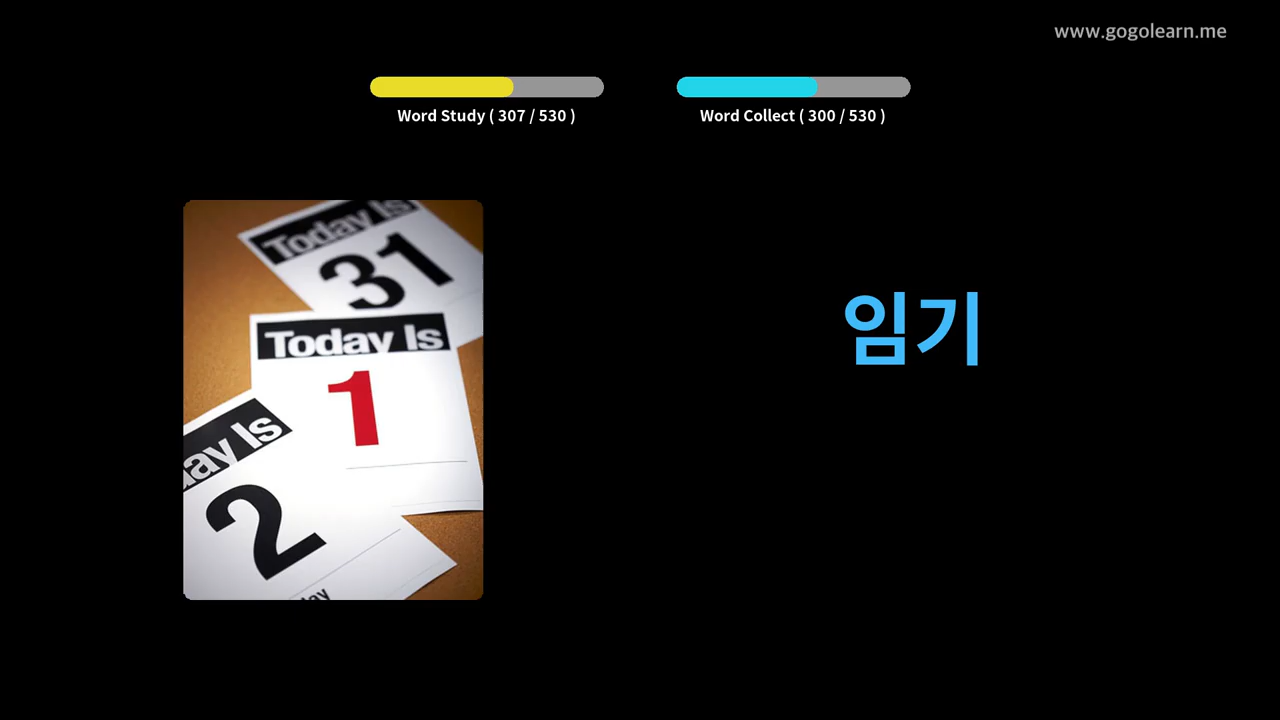 www.gogolearn.me
Word Study ( 307 / 530 )
Word Collect ( 300 / 530 )
Today Is
31
Today Is
1
ay Is
2
임기